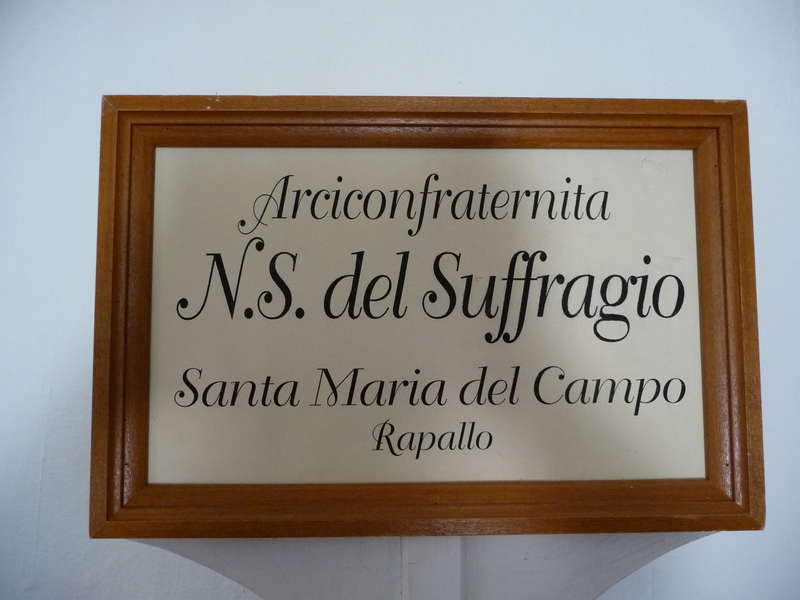 Arciconfraternita
N.S. del Suffragio
Santa Maria del Campo
Rapallo